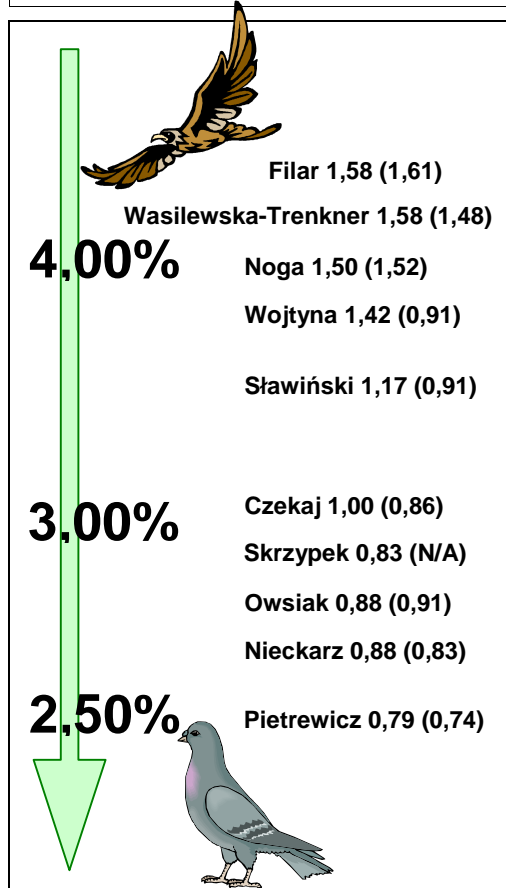 Filar 1,58 (1,61)
Wasilewska-Trenkner 1,58 (1,48)
4,00%
Noga 1,50 (1,52)
Wojtyna 1,42 (0,91)
Sławiński 1,17 (0,91)
3,00%
Czekaj 1,00 (0,86)
Skrzypek 0,83 (N/A)
Owsiak 0,88 (0,91)
Nieckarz 0,88 (0,83)
2,50%
Pietrewicz 0,79 (0,74)